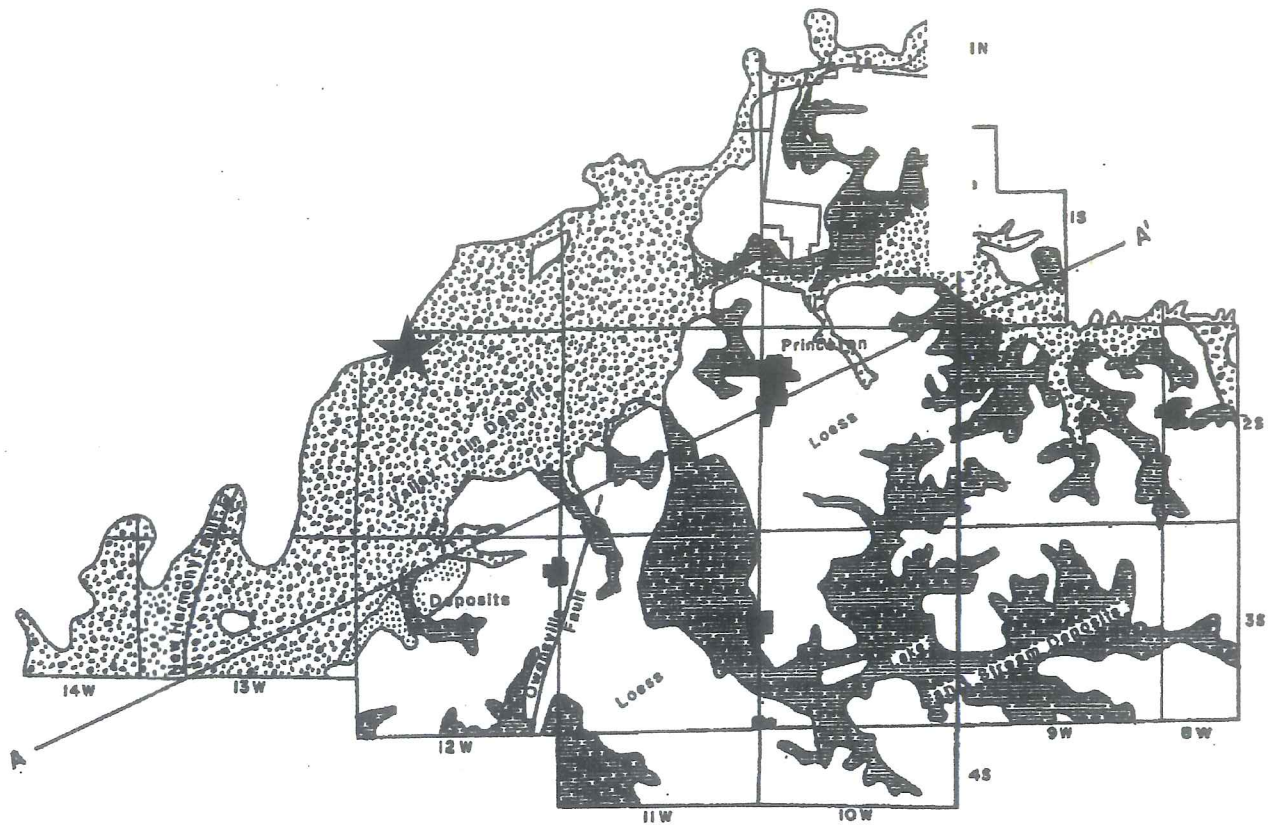 1N
1S
A'
Princeton
2S
Loess
Valley Train Deposits
New Harmony Fault
Deposits
3S
Owensville
Fault
Lake
and Stream Deposits
Loess
14W
13W
A
12W
9W
8W
4S
11W
10W